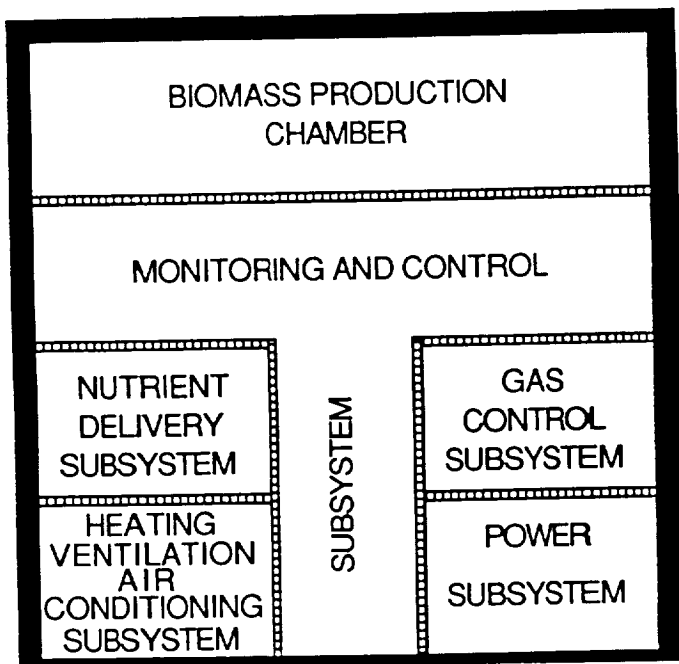 BIOMASS PRODUCTION
CHAMBER
MONITORING AND CONTROL
SUBSYSTEM
NUTRIENT
DELIVERY
SUBSYSTEM
GAS
CONTROL
SUBSYSTEM
HEATING
VENTILATION
AIR
CONDITIONING
SUBSYSTEM
POWER
SUBSYSTEM